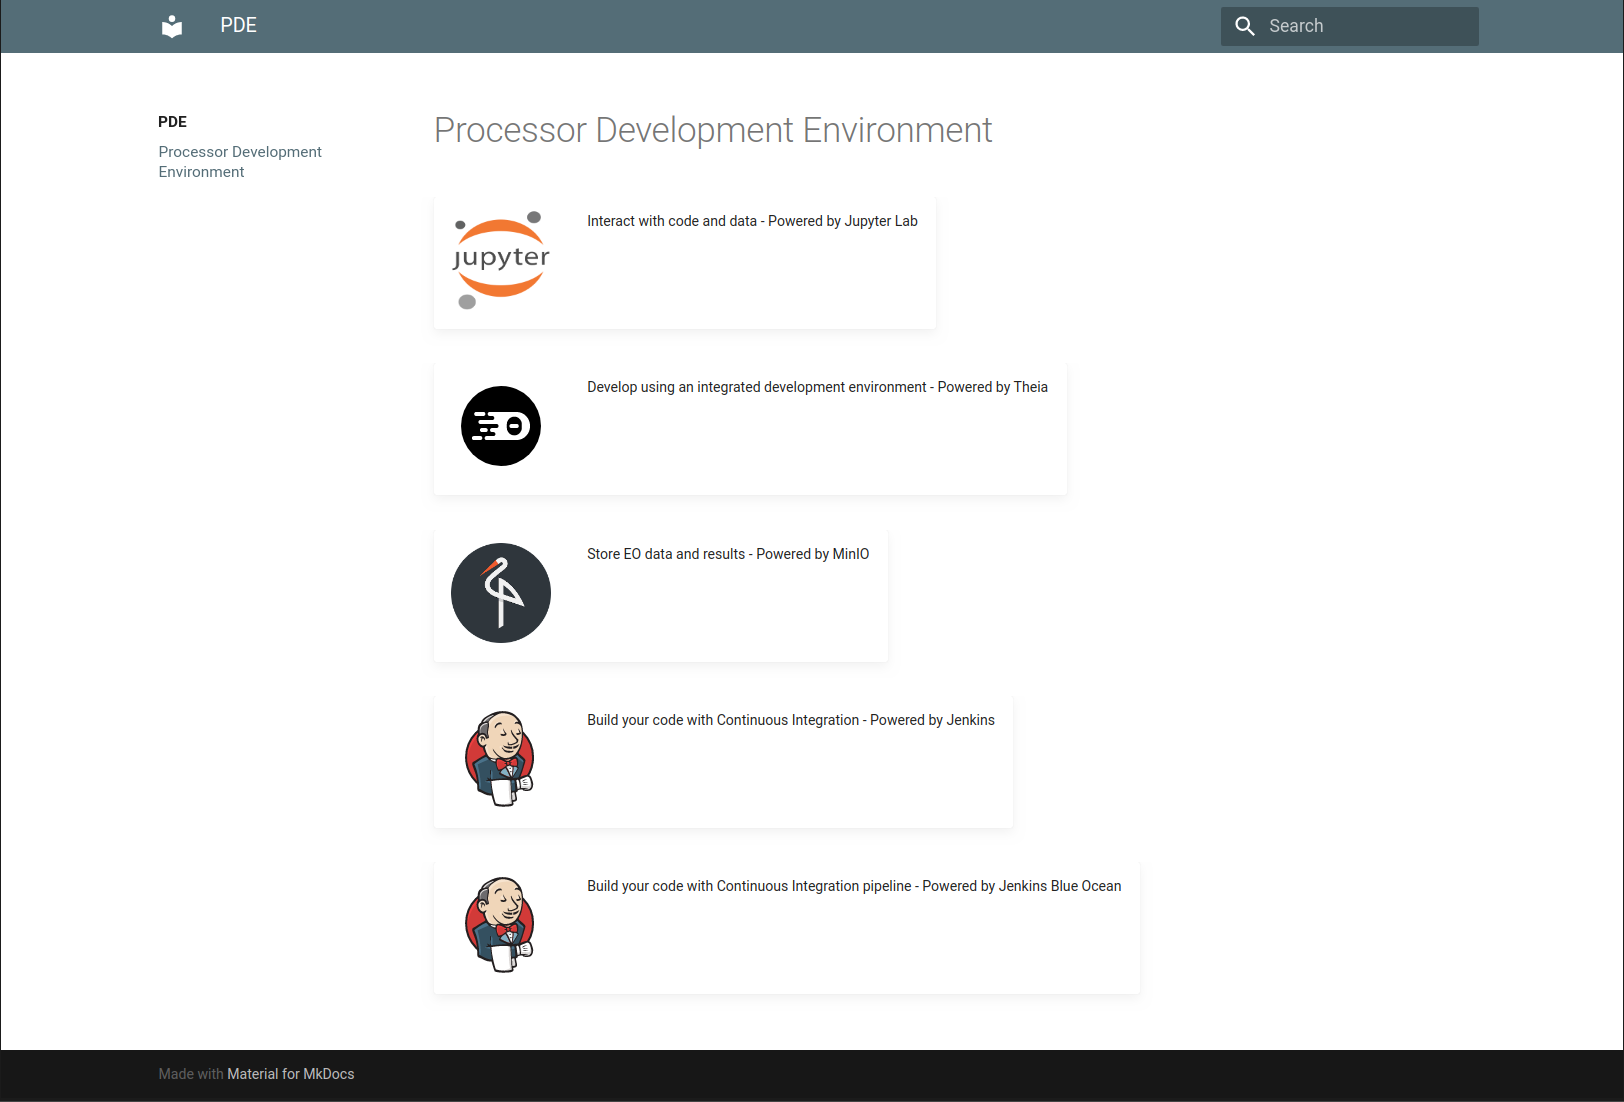 PDE
Search
PDE
Processor Development
Environment
Processor Development Environment
jupyter
Interact with code and data - Powered by Jupyter Lab
Develop using an integrated development environment - Powered by Theia
Store EO data and results - Powered by MinIO
Build your code with Continuous Integration - Powered by Jenkins
Build your code with Continuous Integration pipeline - Powered by Jenkins Blue Ocean
Made with Material for MkDocs